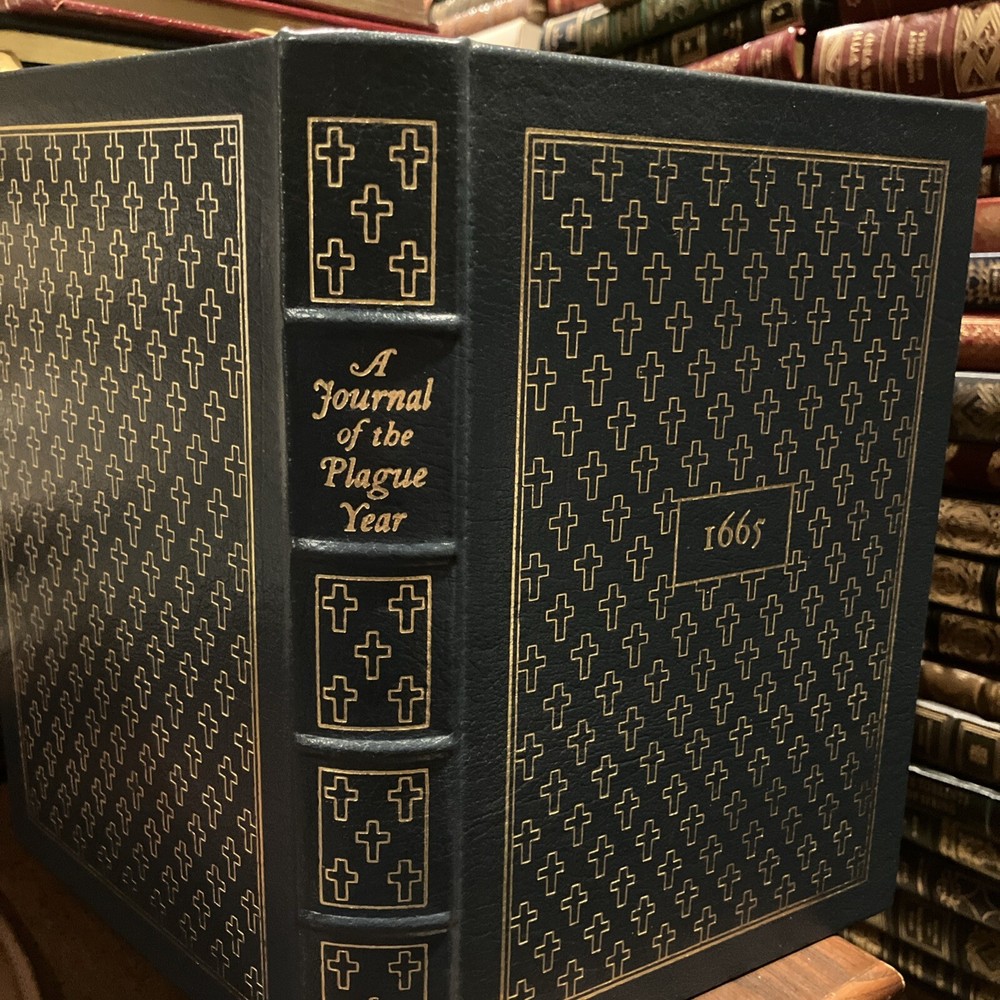 A
Journal
of the
Plague
Year
1665